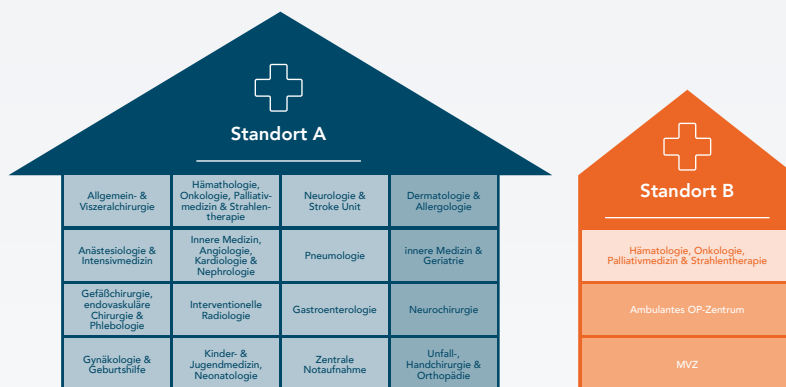 Standort A
Allgemein- &
Viszeralchirurgie
Hämathologie,
Onkologie, Palliativ-
medizin & Strahlen-
therapie
Neurologie &
Stroke Unit
Dermatologie &
Allergologie
Anästesiologie &
Intensivmedizin
Innere Medizin,
Angiologie,
Kardiologie &
Nephrologie
Pneumologie
innere Medizin &
Geriatrie
Gefäßchirurgie,
endovaskuläre
Chirurgie &
Phlebologie
Interventionelle
Radiologie
Gastroenterologie
Neurochirurgie
Gynäkologie &
Geburtshilfe
Kinder- &
Jugendmedizin,
Neonatologie
Zentrale
Notaufnahme
Unfall-,
Handchirurgie &
Orthopädie
Standort B
Hämatologie, Onkologie,
Palliativmedizin & Strahlentherapie
Ambulantes OP-Zentrum
MVZ